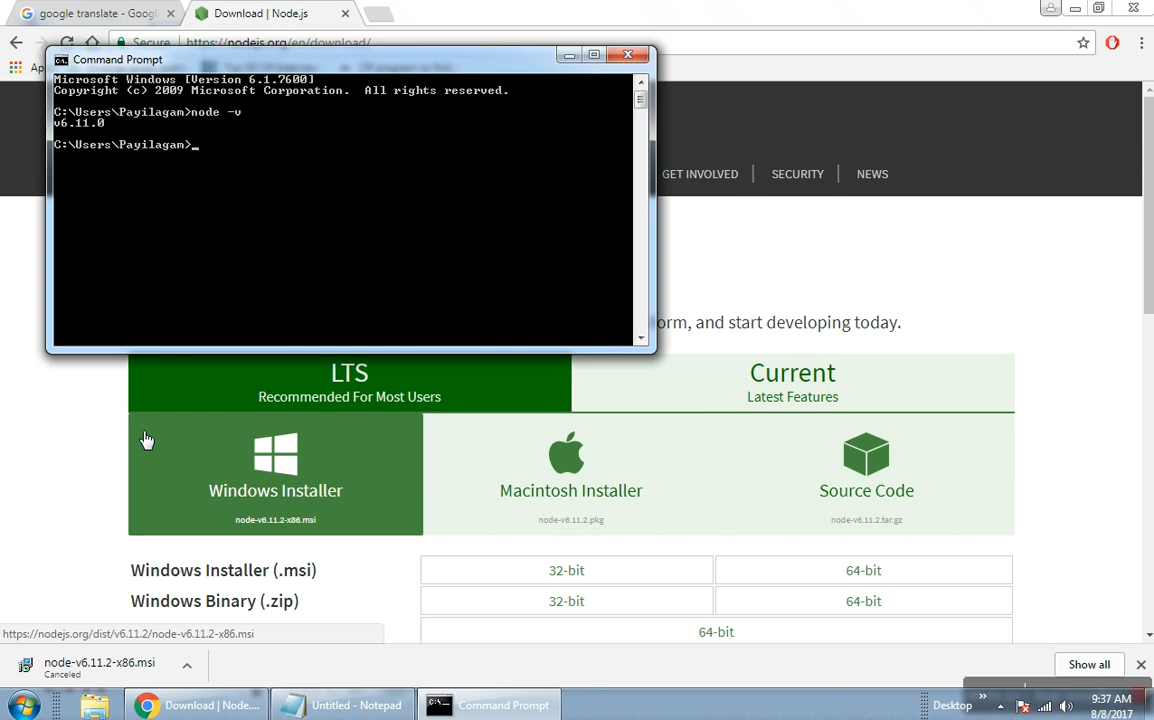 google translate - Googl
Download | Node.js
Secure
https://nodejs.org/en/download/
Ap
Command Prompt
Microsoft Windows [Version 6.1.7600]
Copyright (c) 2009 Microsoft Corporation.  All rights reserved.
C:\Users\Payilagam>node -v
v6.11.0
C:\Users\Payilagam>_
GET INVOLVED
SECURITY
NEWS
orm, and start developing today.
LTS
Recommended For Most Users
Current
Latest Features
Windows Installer
node-v6.11.2-x86.msi
Macintosh Installer
node-v6.11.2.pkg
Source Code
node-v6.11.2.tar.gz
Windows Installer (.msi)
32-bit
64-bit
Windows Binary (.zip)
32-bit
64-bit
64-bit
https://nodejs.org/dist/v6.11.2/node-v6.11.2-x86.msi
node-v6.11.2-x86.msi
Canceled
Show all
Download | Node....
Untitled - Notepad
Command Prompt
Desktop
9:37 AM
8/8/2017